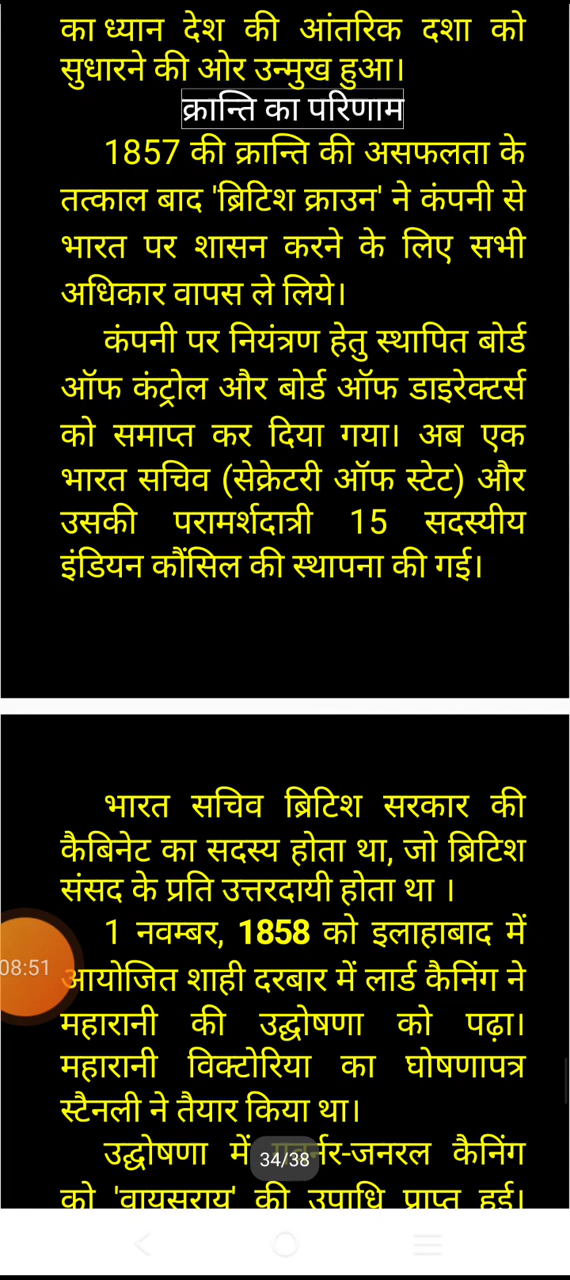 का ध्यान देश की आंतरिक दशा को
सुधारने की ओर उन्मुख हुआ।
क्रान्ति का परिणाम
1857 की क्रान्ति की असफलता के
तत्काल बाद 'ब्रिटिश क्राउन' ने कंपनी से
भारत पर शासन करने के लिए सभी
अधिकार वापस ले लिये।
कंपनी पर नियंत्रण हेतु स्थापित बोर्ड
ऑफ कंट्रोल और बोर्ड ऑफ डाइरेक्टर्स
को समाप्त कर दिया गया। अब एक
भारत सचिव (सेक्रेटरी ऑफ स्टेट) और
उसकी परामर्शदात्री 15 सदस्यीय
इंडियन कौंसिल की स्थापना की गई।
भारत सचिव ब्रिटिश सरकार की
कैबिनेट का सदस्य होता था, जो ब्रिटिश
संसद के प्रति उत्तरदायी होता था ।
1 नवम्बर, 1858 को इलाहाबाद में
08:51
आयोजित शाही दरबार में लार्ड कैनिंग ने
महारानी की उद्घोषणा को पढ़ा।
महारानी विक्टोरिया का घोषणापत्र
स्टैनली ने तैयार किया था।
उद्घोषणा में गवर्नर-जनरल कैनिंग
34/38
को 'वायसराय' की उपाधि प्राप्त हुई।